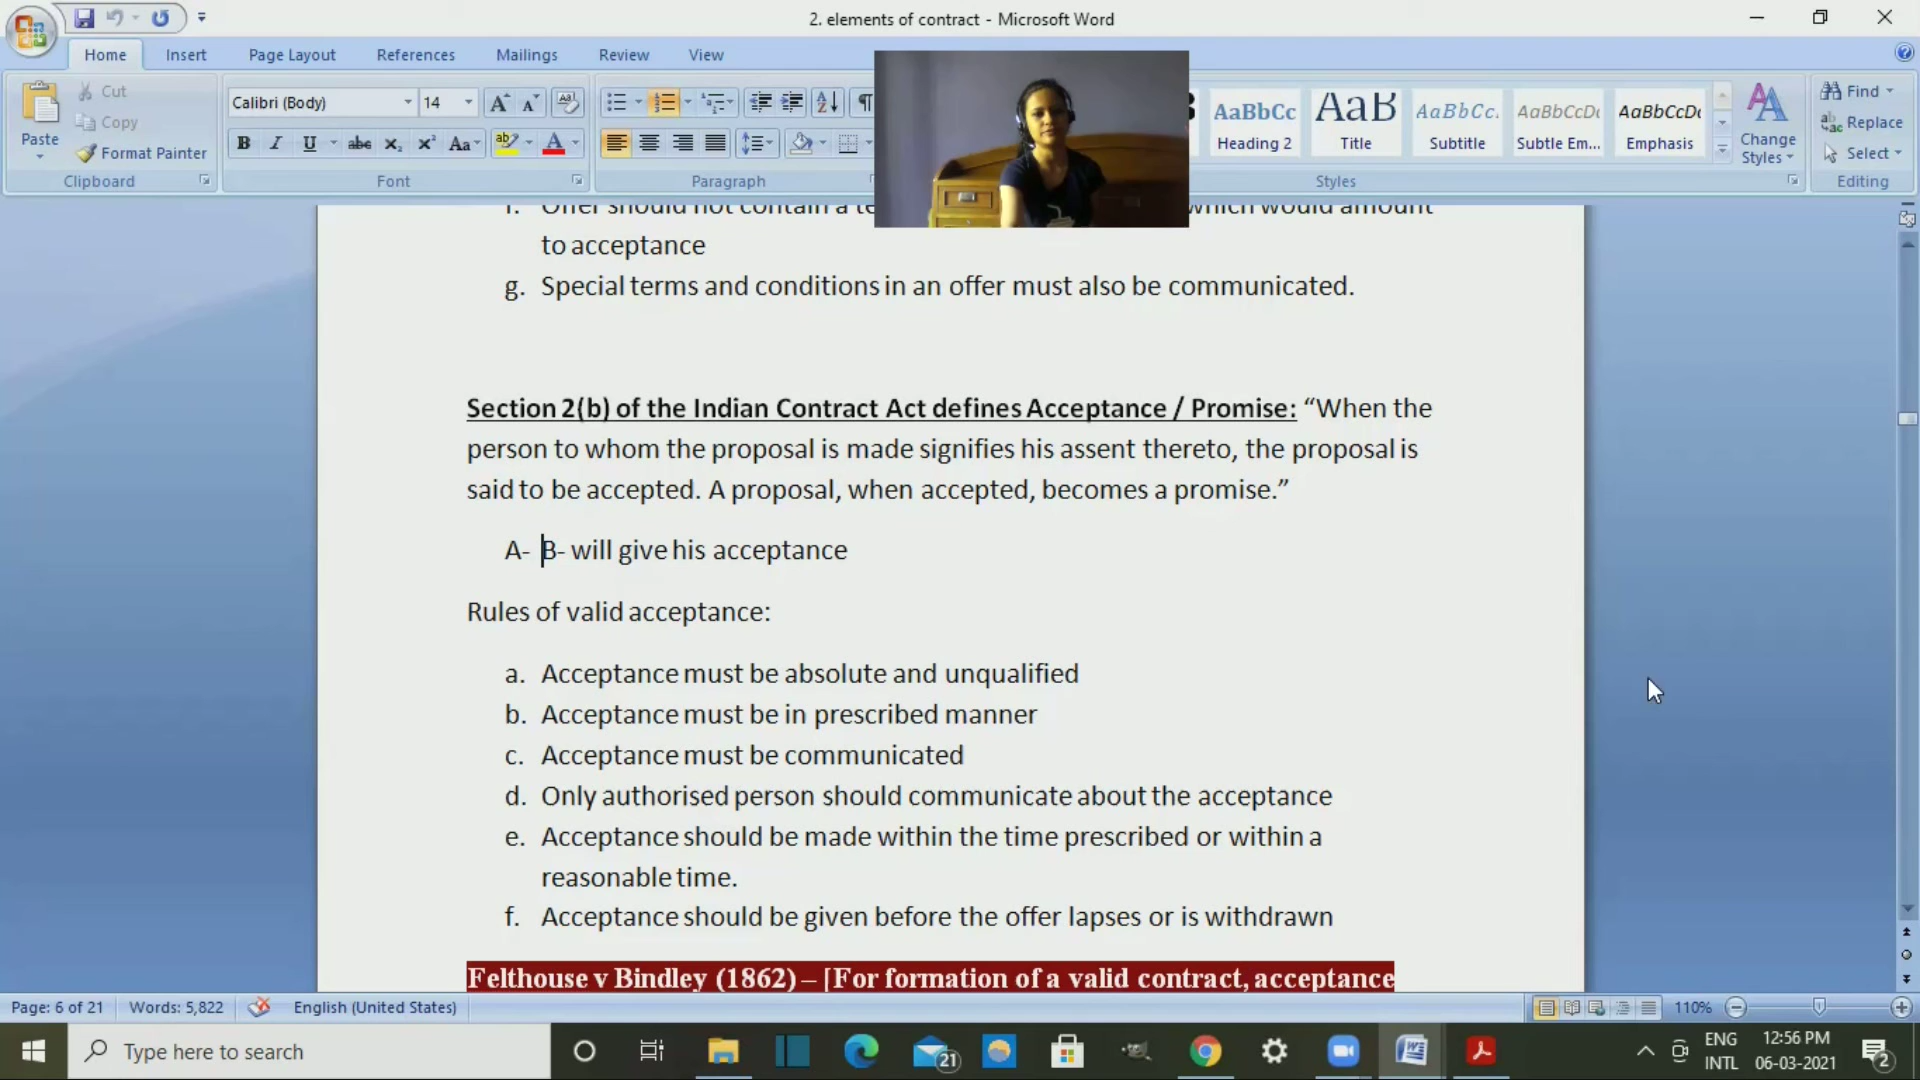 2. elements of contract - Microsoft Word
Home Insert Page Layout References Mailings Review View
Paste
Cut
Copy
Format Painter
Clipboard
Calibri (Body) 14
Font
Paragraph
AaBbCc Heading 2
AaB Title
AaBbCc. Subtitle
AaBbCcDc Subtle Em...
AaBbCcDc Emphasis
Change Styles
Styles
Find
Replace
Select
Editing
f. Offer should not contain a which would amount
to acceptance
g. Special terms and conditions in an offer must also be communicated.
Section 2(b) of the Indian Contract Act defines Acceptance / Promise: “When the
person to whom the proposal is made signifies his assent thereto, the proposal is
said to be accepted. A proposal, when accepted, becomes a promise.”
A- B- will give his acceptance
Rules of valid acceptance:
a. Acceptance must be absolute and unqualified
b. Acceptance must be in prescribed manner
c. Acceptance must be communicated
d. Only authorised person should communicate about the acceptance
e. Acceptance should be made within the time prescribed or within a
reasonable time.
f. Acceptance should be given before the offer lapses or is withdrawn
Felthouse v Bindley (1862) – [For formation of a valid contract, acceptance
Page: 6 of 21 Words: 5,822 English (United States) 110%
Type here to search 21 ENG 12:56 PM
INTL 06-03-2021 2